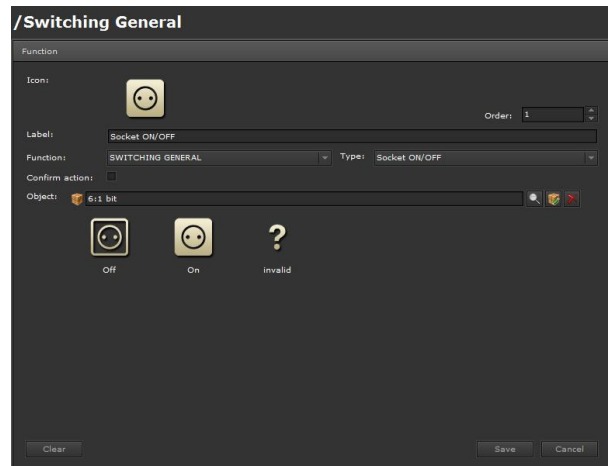 /Switching General
Function
Icon:
Order: 1
Label: Socket ON/OFF
Function: SWITCHING GENERAL Type: Socket ON/OFF
Confirm action:
Object: 6:1 bit
Off On invalid
?
Clear Save Cancel